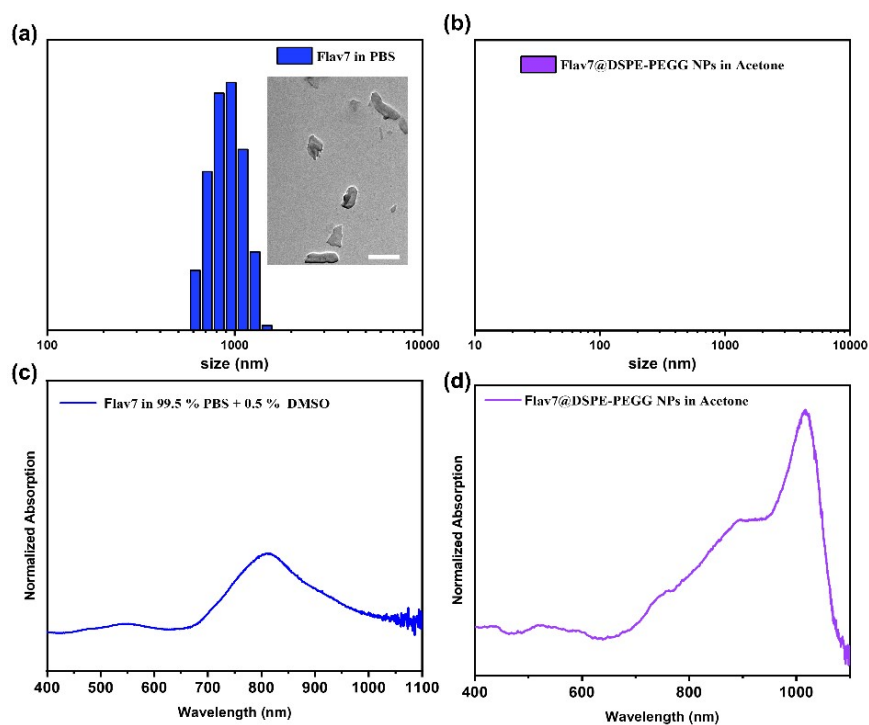 (a)
Flav7 in PBS
100 1000 10000
size (nm)
(b)
Flav7@DSPE-PEGG NPs in Acetone
10 100 1000 10000
size (nm)
(c)
Flav7 in 99.5 % PBS + 0.5 % DMSO
Normalized Absorption
400 500 600 700 800 900 1000 1100
Wavelength (nm)
(d)
Flav7@DSPE-PEGG NPs in Acetone
Normalized Absorption
400 600 800 1000
Wavelength (nm)